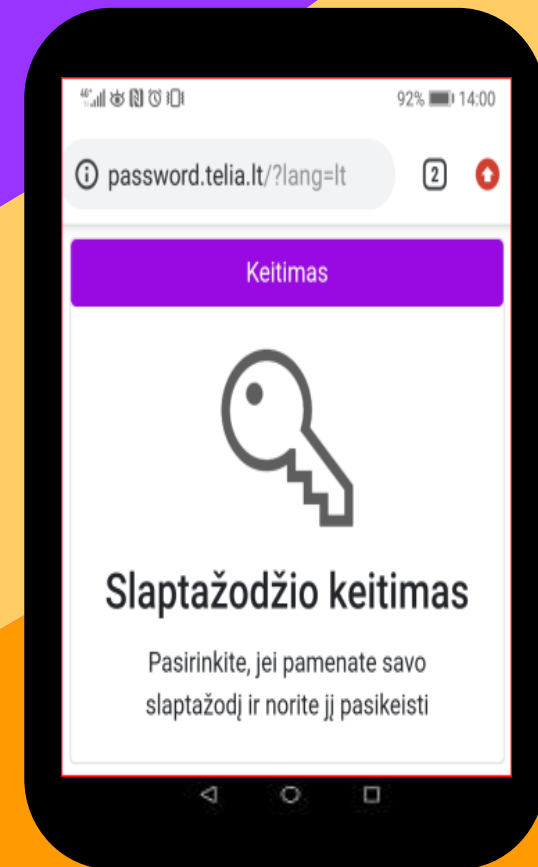 92% 14:00
password.telia.lt/?lang=lt 2
Keitimas
Slaptažodžio keitimas
Pasirinkite, jei pamenate savo
slaptažodį ir norite jį pasikeisti